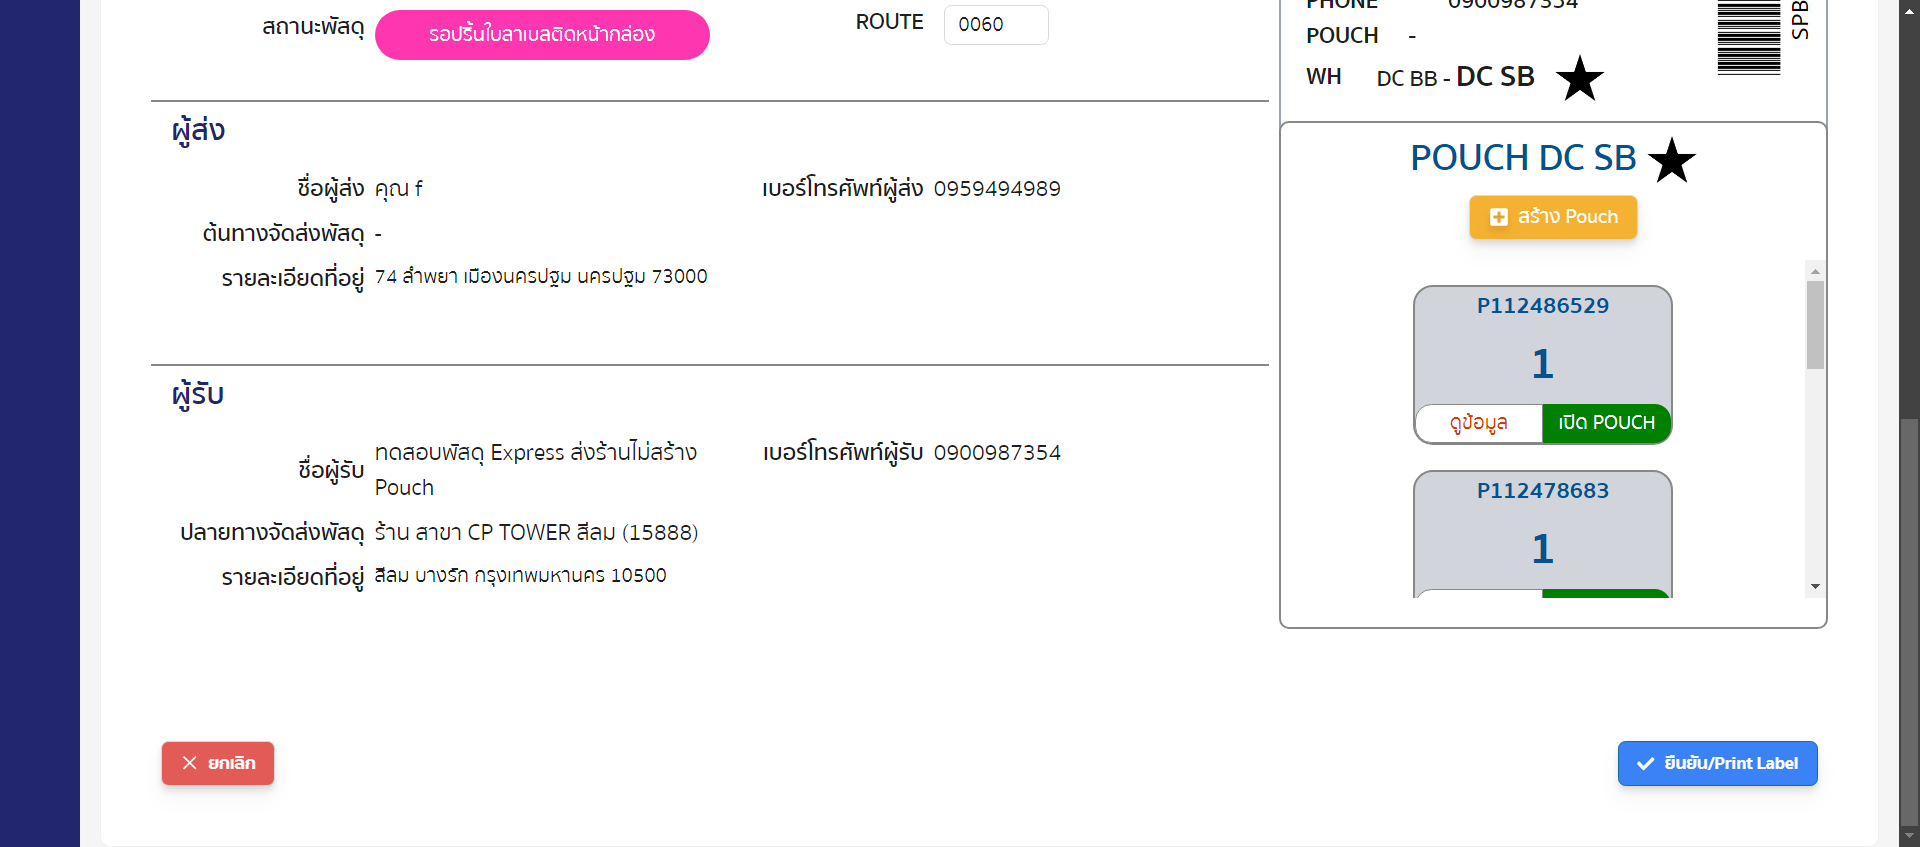 สถานะพัสดุ รอปริ้นใบลาเบลติดหน้ากล่อง ROUTE 0060
ผู้ส่ง
ชื่อผู้ส่ง คุณ f เบอร์โทรศัพท์ผู้ส่ง 0959494989
ต้นทางจัดส่งพัสดุ -
รายละเอียดที่อยู่ 74 ลำพยา เมืองนครปฐม นครปฐม 73000
ผู้รับ
ชื่อผู้รับ ทดสอบพัสดุ Express ส่งร้านไม่สร้าง
Pouch
เบอร์โทรศัพท์ผู้รับ 0900987354
ปลายทางจัดส่งพัสดุ ร้าน สาขา CP TOWER สีลม (15888)
รายละเอียดที่อยู่ สีลม บางรัก กรุงเทพมหานคร 10500
PHONE 0900987354
POUCH -
WH DC BB - DC SB ★
SPB
POUCH DC SB ★
สร้าง Pouch
P112486529
1
ดูข้อมูล เปิด POUCH
P112478683
1
ยกเลิก
ยืนยัน/Print Label